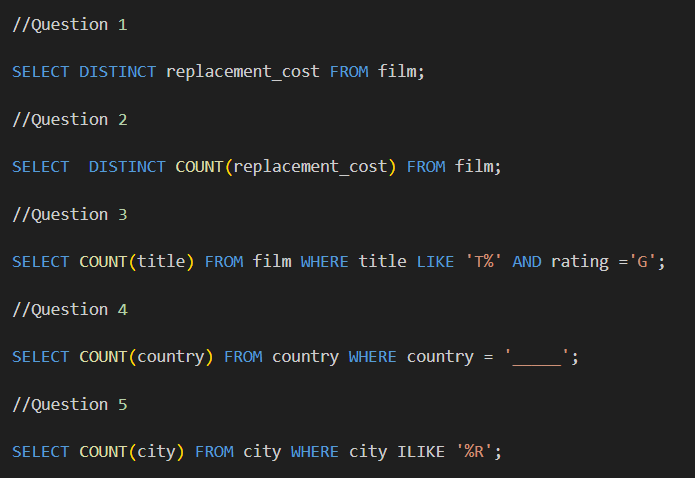 //Question 1
SELECT DISTINCT replacement_cost FROM film;
//Question 2
SELECT  DISTINCT COUNT(replacement_cost) FROM film;
//Question 3
SELECT COUNT(title) FROM film WHERE title LIKE 'T%' AND rating ='G';
//Question 4
SELECT COUNT(country) FROM country WHERE country = '_____';
//Question 5
SELECT COUNT(city) FROM city WHERE city ILIKE '%R';